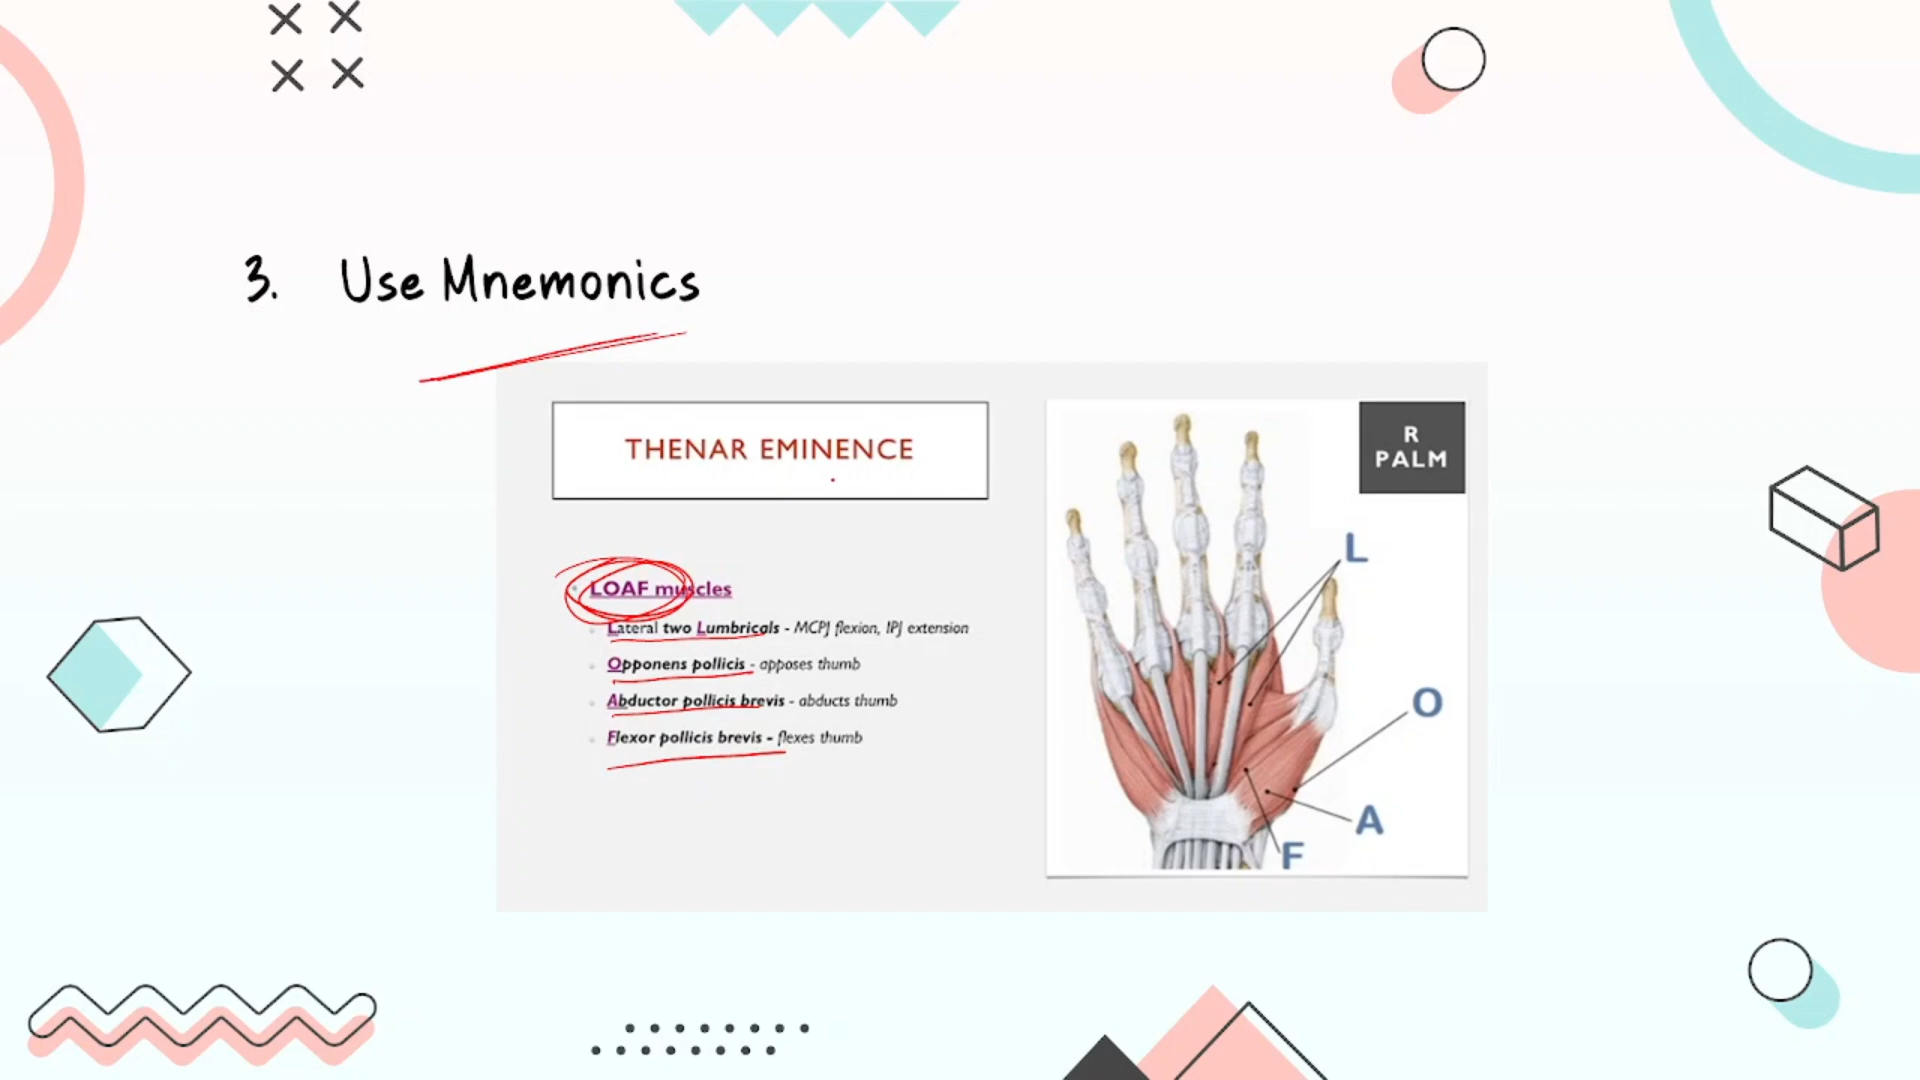 3. Use Mnemonics
THENAR EMINENCE
LOAF muscles
Lateral two Lumbricals - MCPJ flexion, IPJ extension
Opponens pollicis - apposes thumb
Abductor pollicis brevis - abducts thumb
Flexor pollicis brevis - flexes thumb
R
PALM
L
O
A
F